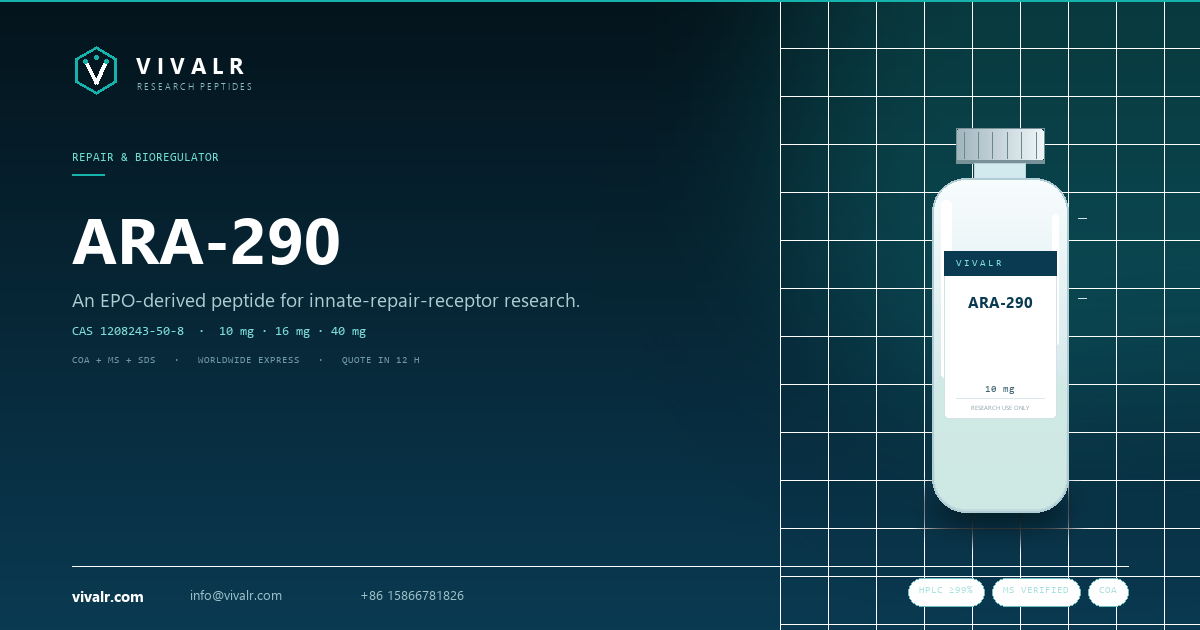 VIVALR
RESEARCH PEPTIDES
REPAIR & BIOREGULATOR
ARA-290
An EPO-derived peptide for innate-repair-receptor research.
CAS 1208243-50-8 · 10 mg · 16 mg · 40 mg
COA + MS + SDS · WORLDWIDE EXPRESS · QUOTE IN 12 H
VIVALR
ARA-290
10 mg
RESEARCH USE ONLY
vivalr.com info@vivalr.com +86 15866781826
HPLC ≥99% MS VERIFIED COA